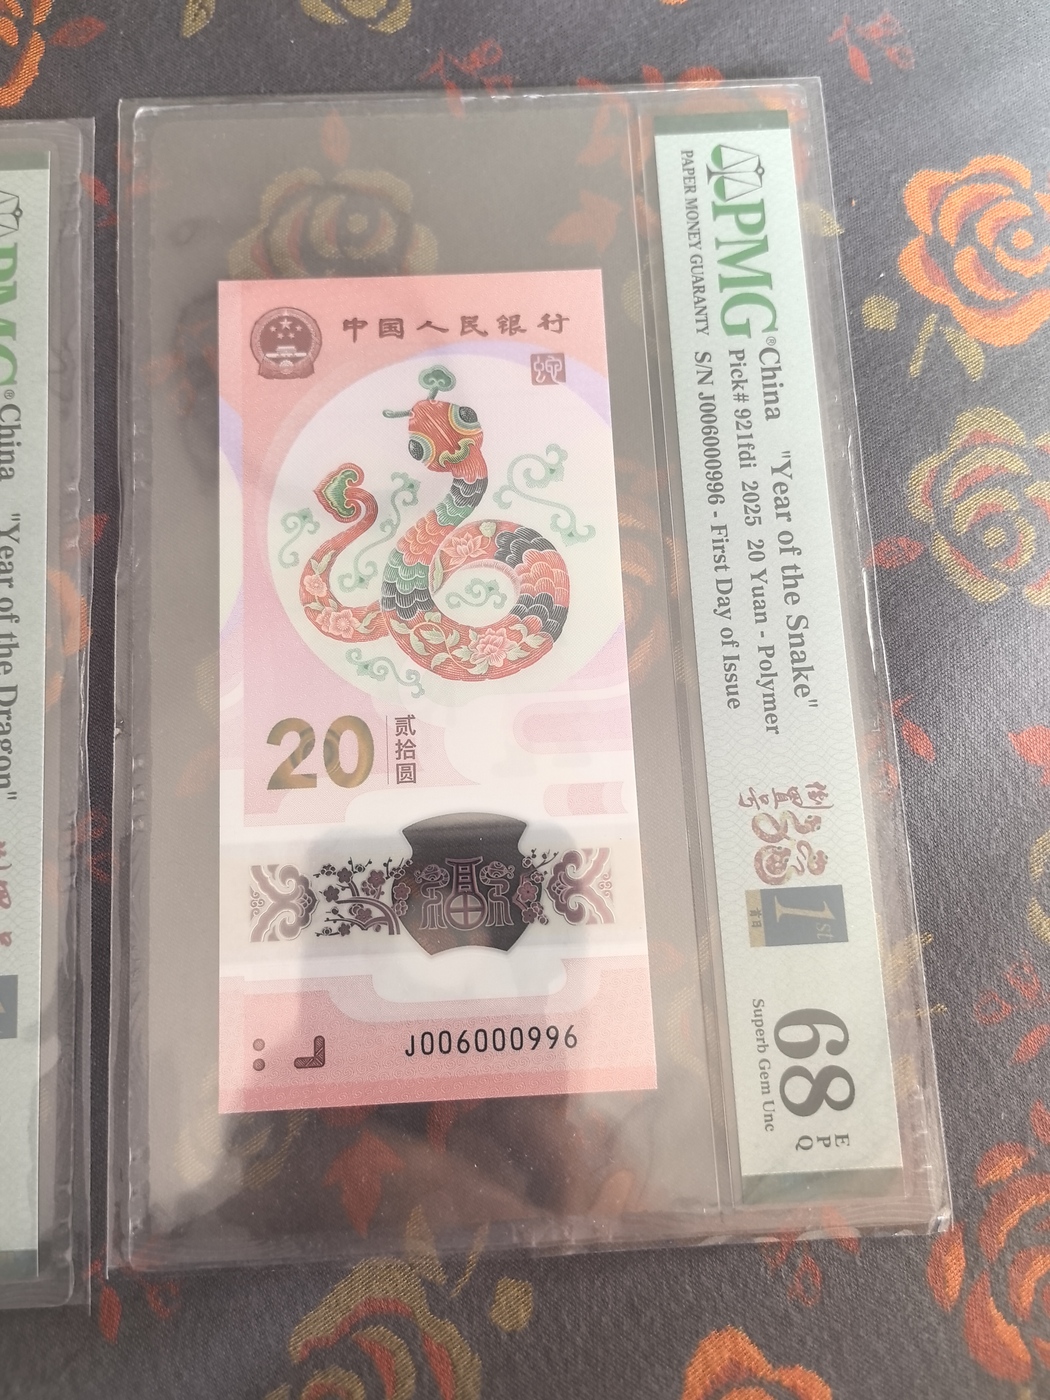 中国人民银行
蛇
20
贰拾圆
J006000996
PMG®
PAPER MONEY GUARANTY
China "Year of the Snake"
Pick# 921fdi 2025 20 Yuan - Polymer
S/N J006000996 - First Day of Issue
1st
首日
68
EPQ
Superb Gem Unc
PMG®
China "Year of the Dragon"